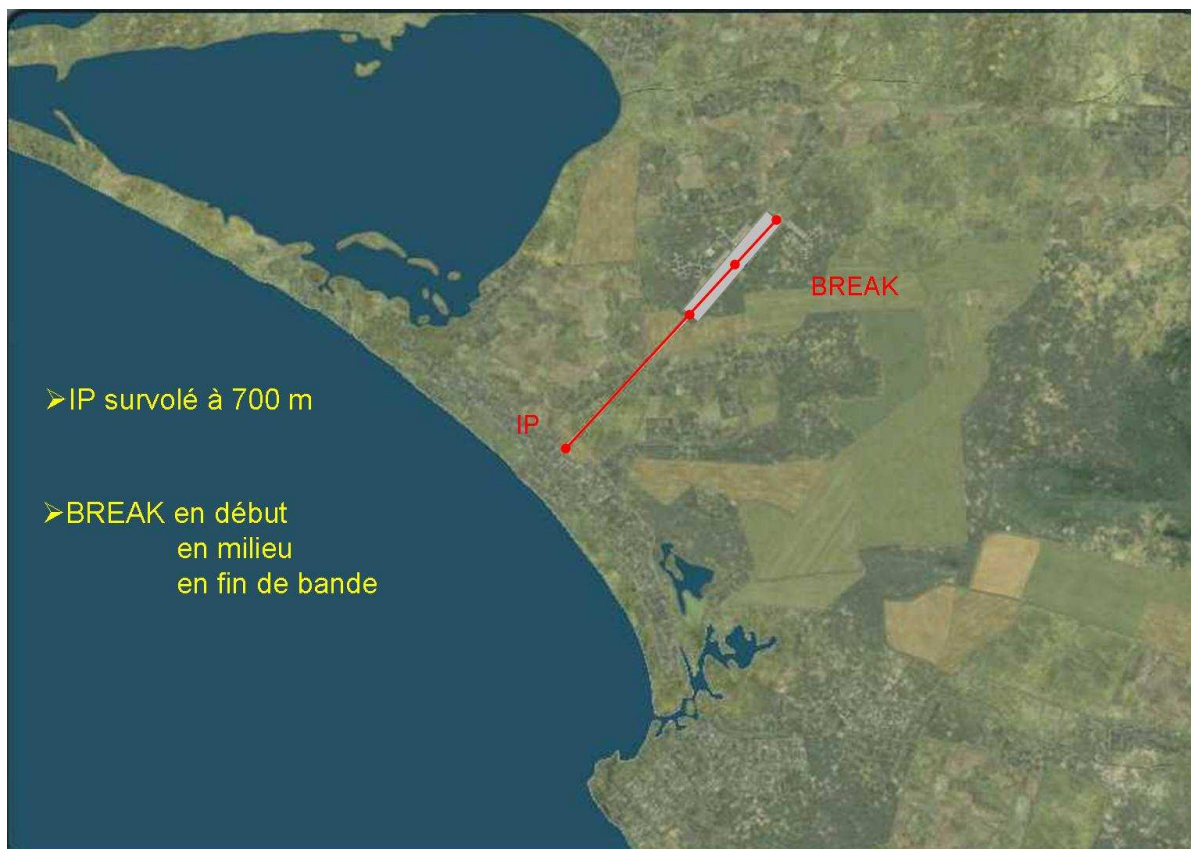 BREAK
➢IP survolé à 700 m
IP
➢BREAK en début
en milieu
en fin de bande